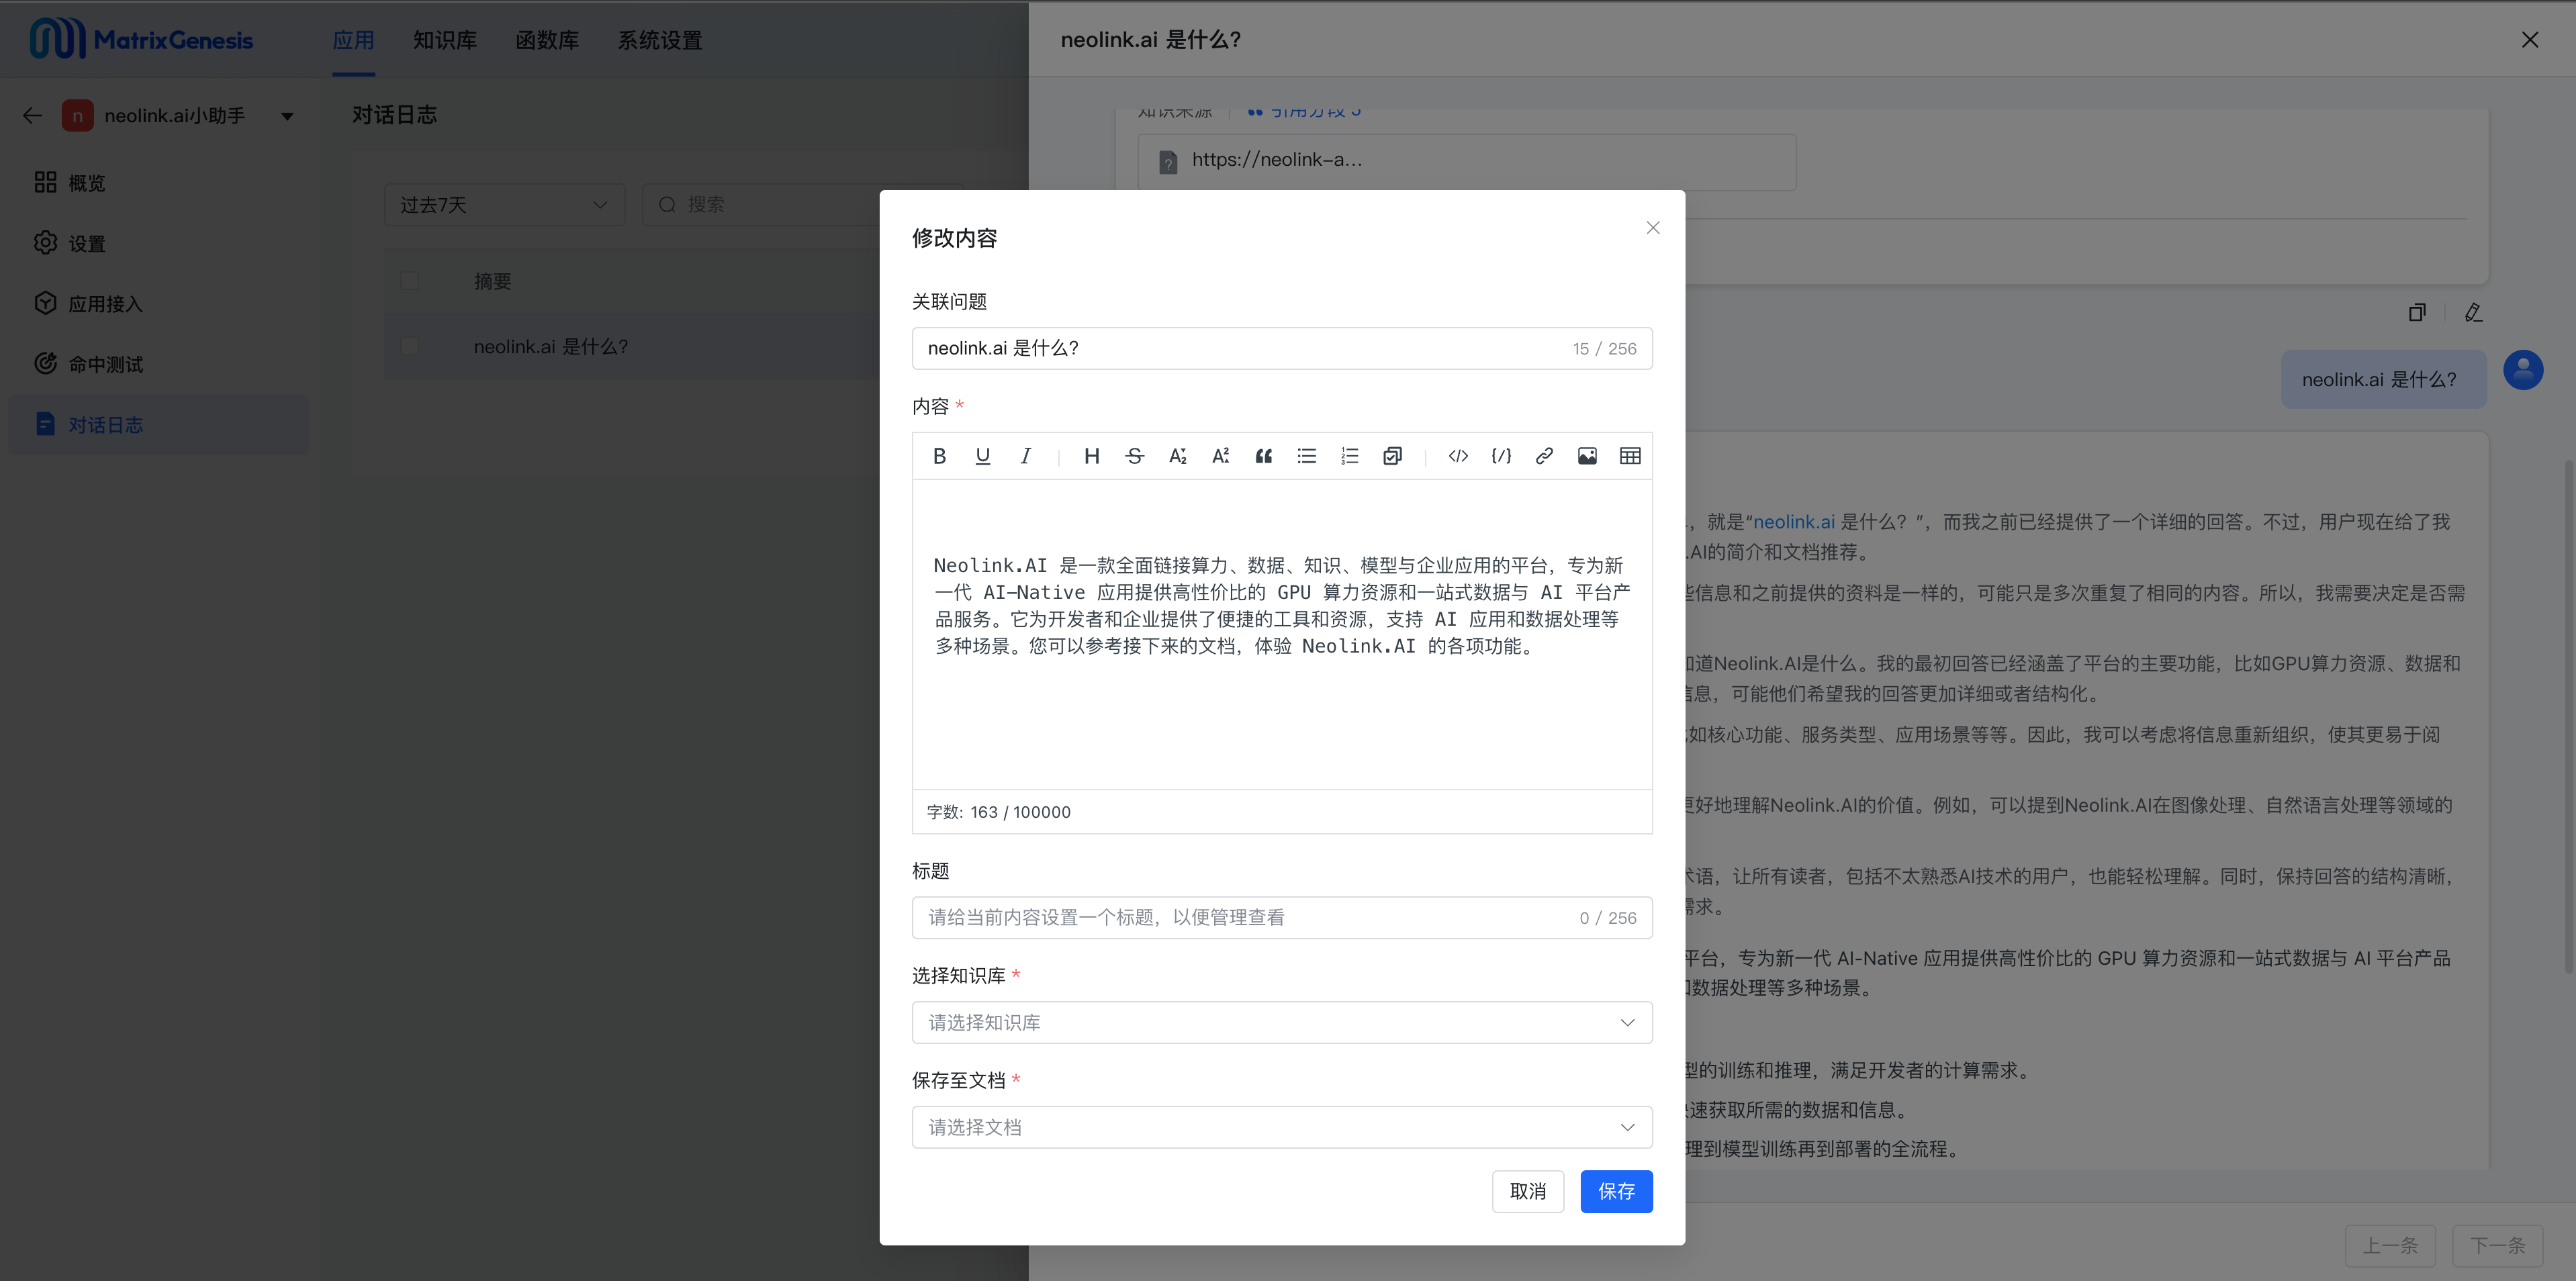 MatrixGenesis
应用
知识库
函数库
系统设置
neolink.ai 是什么?
n
neolink.ai小助手
概览
设置
应用接入
命中测试
对话日志
对话日志
过去7天
搜索
摘要
neolink.ai 是什么?
知识来源
引用分段 5
https://neolink-a...
neolink.ai 是什么?
修改内容
关联问题
neolink.ai 是什么?
15 / 256
内容 *
字数: 163 / 100000
Neolink.AI 是一款全面链接算力、数据、知识、模型与企业应用的平台，专为新
一代 AI-Native 应用提供高性价比的 GPU 算力资源和一站式数据与 AI 平台产
品服务。它为开发者和企业提供了便捷的工具和资源，支持 AI 应用和数据处理等
多种场景。您可以参考接下来的文档，体验 Neolink.AI 的各项功能。
标题
请给当前内容设置一个标题，以便管理查看
0 / 256
选择知识库 *
请选择知识库
保存至文档 *
请选择文档
取消
保存
，就是“neolink.ai 是什么？”，而我之前已经提供了一个详细的回答。不过，用户现在给了我
.AI的简介和文档推荐。
些信息和之前提供的资料是一样的，可能只是多次重复了相同的内容。所以，我需要决定是否需
道Neolink.AI是什么。我的最初回答已经涵盖了平台的主要功能，比如GPU算力资源、数据和
信息，可能他们希望我的回答更加详细或者结构化。
如核心功能、服务类型、应用场景等等。因此，我可以考虑将信息重新组织，使其更易于阅
更好地理解Neolink.AI的价值。例如，可以提到Neolink.AI在图像处理、自然语言处理等领域的
术语，让所有读者，包括不太熟悉AI技术的用户，也能轻松理解。同时，保持回答的结构清晰，
需求。
平台，专为新一代 AI-Native 应用提供高性价比的 GPU 算力资源和一站式数据与 AI 平台产品
数据处理等多种场景。
型的训练和推理，满足开发者的计算需求。
速获取所需的数据和信息。
理到模型训练再到部署的全流程。
上一条
下一条